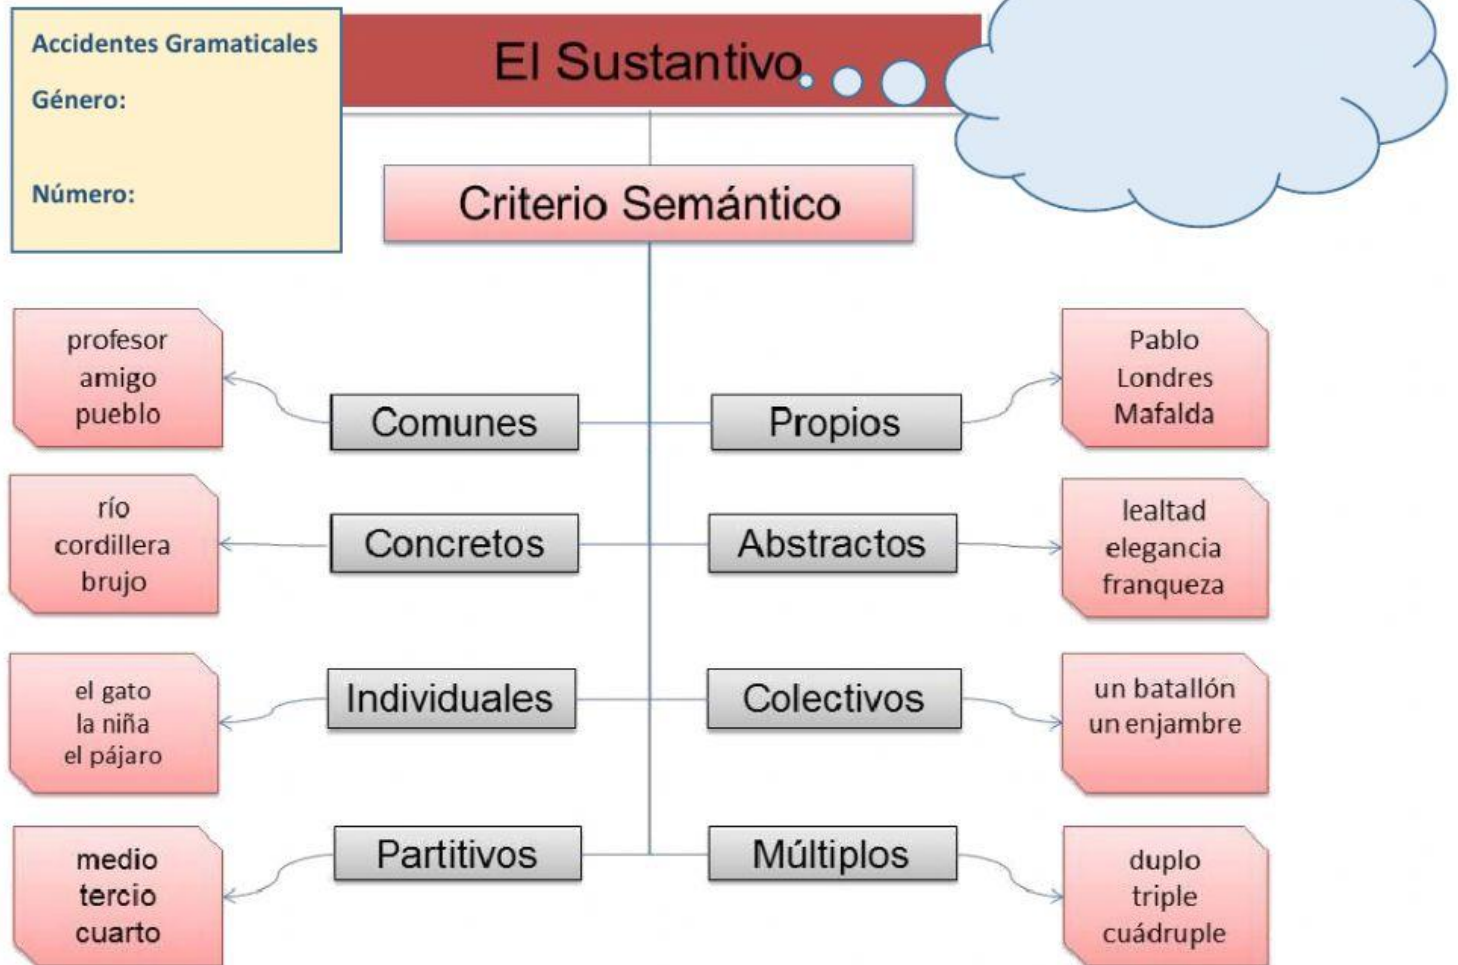 Accidentes Gramaticales
Género:
Número:
El Sustantivo
Criterio Semántico
profesor
amigo
pueblo
Comunes
Propios
Pablo
Londres
Mafalda
río
cordillera
brujo
Concretos
Abstractos
lealtad
elegancia
franqueza
el gato
la niña
el pájaro
Individuales
Colectivos
un batallón
un enjambre
medio
tercio
cuarto
Partitivos
Múltiplos
duplo
triple
cuádruple